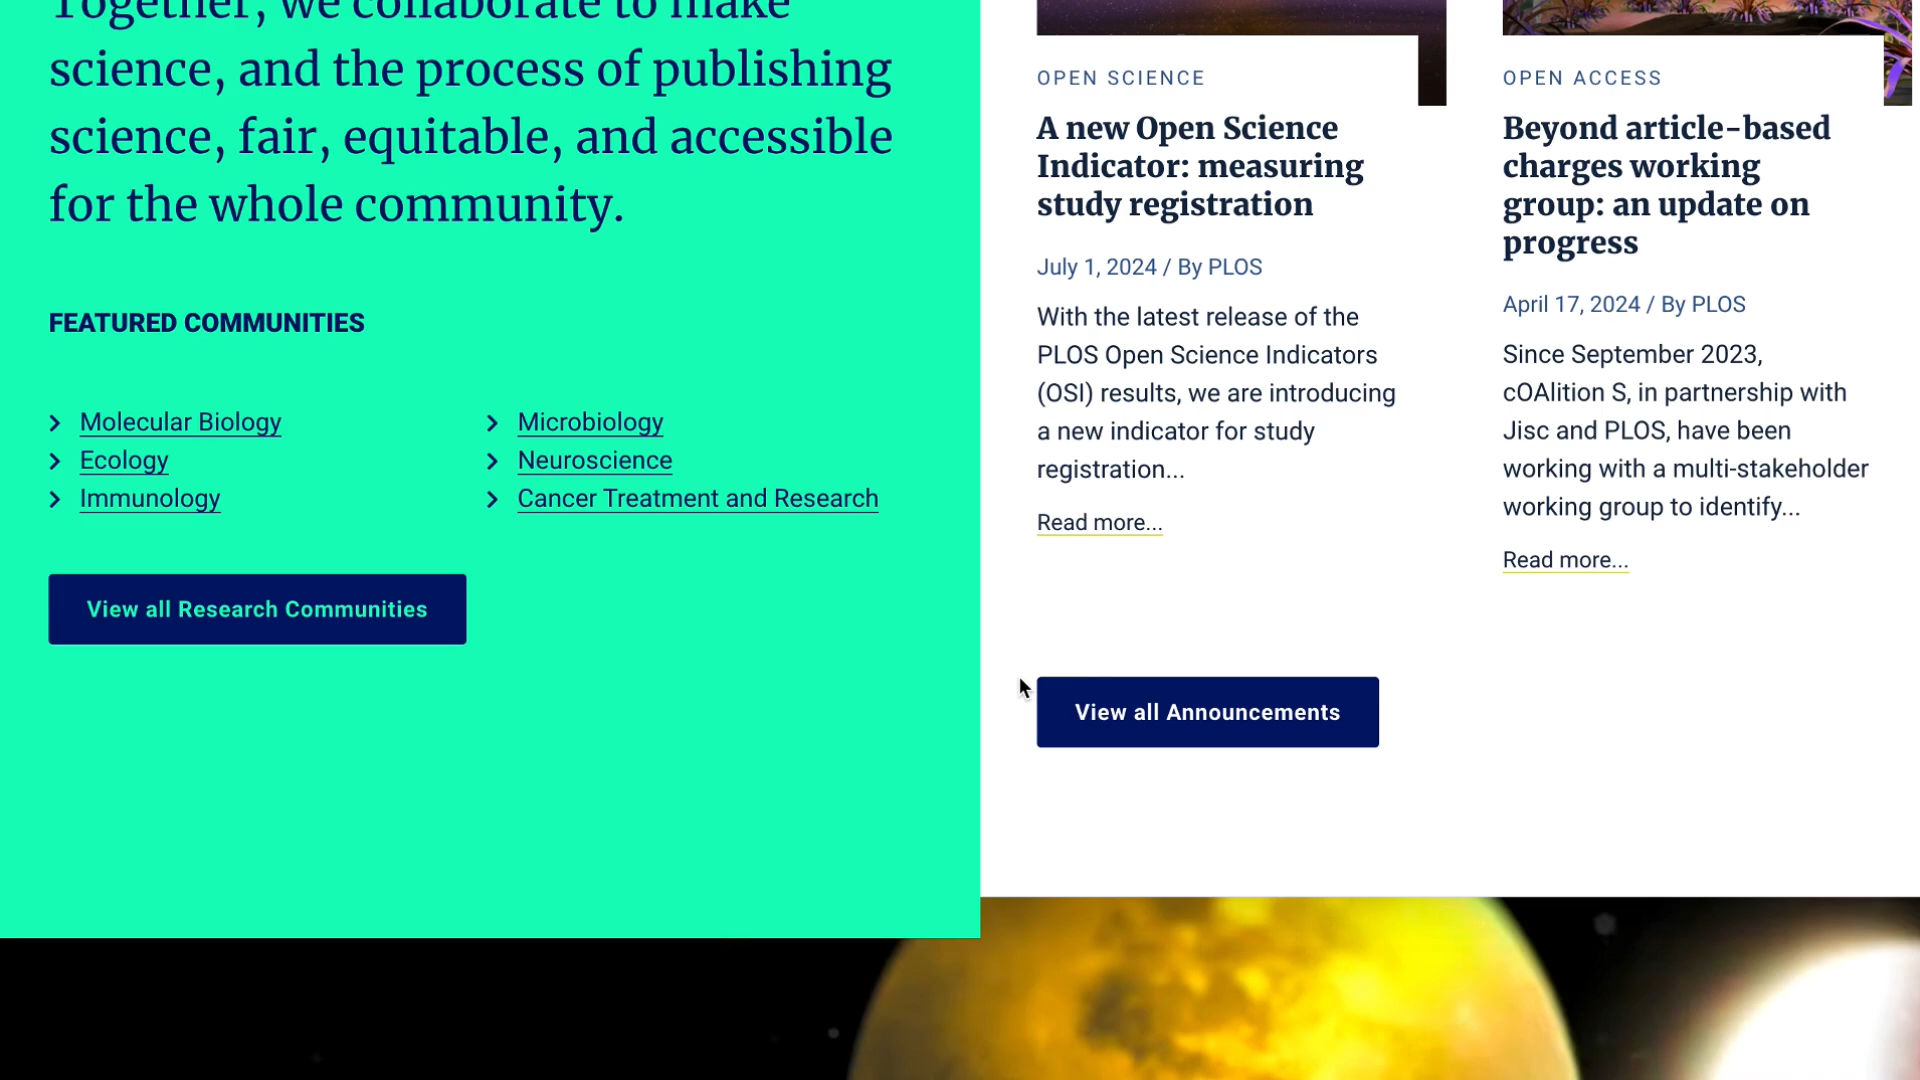 Together, we collaborate to make
science, and the process of publishing
science, fair, equitable, and accessible
for the whole community.
FEATURED COMMUNITIES
Molecular Biology
Ecology
Immunology
Microbiology
Neuroscience
Cancer Treatment and Research
View all Research Communities
OPEN SCIENCE
A new Open Science
Indicator: measuring
study registration
July 1, 2024 / By PLOS
With the latest release of the
PLOS Open Science Indicators
(OSI) results, we are introducing
a new indicator for study
registration...
Read more...
OPEN ACCESS
Beyond article-based
charges working
group: an update on
progress
April 17, 2024 / By PLOS
Since September 2023,
cOAlition S, in partnership with
Jisc and PLOS, have been
working with a multi-stakeholder
working group to identify...
Read more...
View all Announcements